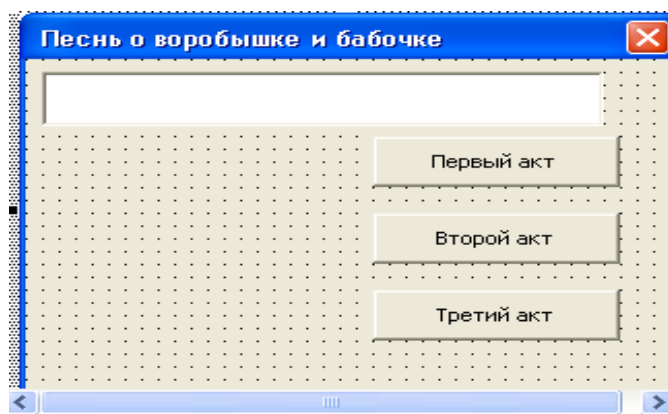 Песнь о воробышке и бабочке
Первый акт
Второй акт
Третий акт